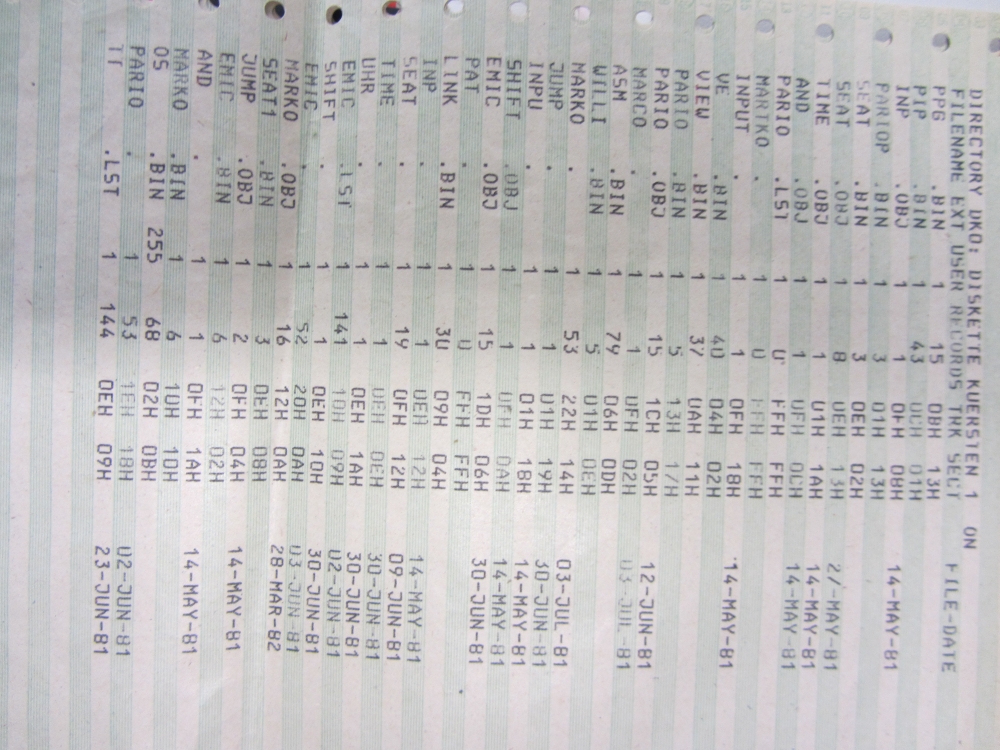 DIRECTORY DK0: DISKETTE KUERSTEN 1 ON
FILENAME EXT USER RECORDS TRK SECT FILE-DATE
PPG .BIN 1 15 0BH 13H
PIP .BIN 1 43 0CH 01H
INP .OBJ 1 1 0FH 08H 14-MAY-81
PARIOP .BIN 1 3 01H 13H
SEAT .BIN 1 3 0EH 02H
SEAT .OBJ 1 8 0EH 13H 27-MAY-81
TIME .OBJ 1 1 01H 1AH 14-MAY-81
AND .OBJ 1 1 0FH 0CH 14-MAY-81
PARIO .LST 1 0 FFH FFH
MARTKO . 1 0 FFH FFH
INPUT . 1 1 0FH 18H
VE .BIN 1 40 04H 02H 14-MAY-81
VIEW .BIN 1 37 0AH 11H
PARIO .BIN 1 5 13H 17H
PARIO .OBJ 1 15 1CH 05H 12-JUN-81
MARCO . 1 1 0FH 02H 03-JUL-81
ASM .BIN 1 79 06H 0DH
WILLI .BIN 1 5 01H 0EH
MARKO . 1 53 22H 14H 03-JUL-81
JUMP . 1 1 01H 19H 30-JUN-81
INPU . 1 1 01H 1BH 14-MAY-81
SHIFT .OBJ 1 1 0FH 0AH 14-MAY-81
EMIC .OBJ 1 15 1DH 06H 30-JUN-81
PAT . 1 0 FFH FFH
LINK .BIN 1 30 09H 04H
INP . 1 1 0EH 12H 14-MAY-81
SEAT . 1 19 0FH 12H 09-JUN-81
TIME . 1 1 0EH 0EH 30-JUN-81
UHR . 1 1 0EH 1AH 30-JUN-81
EMIC .LST 1 141 10H 09H 02-JUN-81
SHIFT . 1 1 0EH 10H 30-JUN-81
EMIC . 1 52 20H 0AH 03-JUN-81
MARKO .OBJ 1 16 12H 0AH 28-MAR-82
SEAT1 .BIN 1 3 0EH 08H
JUMP .OBJ 1 2 0FH 04H 14-MAY-81
EMIC .BIN 1 6 12H 02H
AND . 1 1 0FH 1AH 14-MAY-81
MARKO .BIN 1 6 10H 10H
OS .BIN 255 68 02H 0BH
PARIO . 1 53 1EH 18H 02-JUN-81
TT .LST 1 144 0EH 09H 23-JUN-81